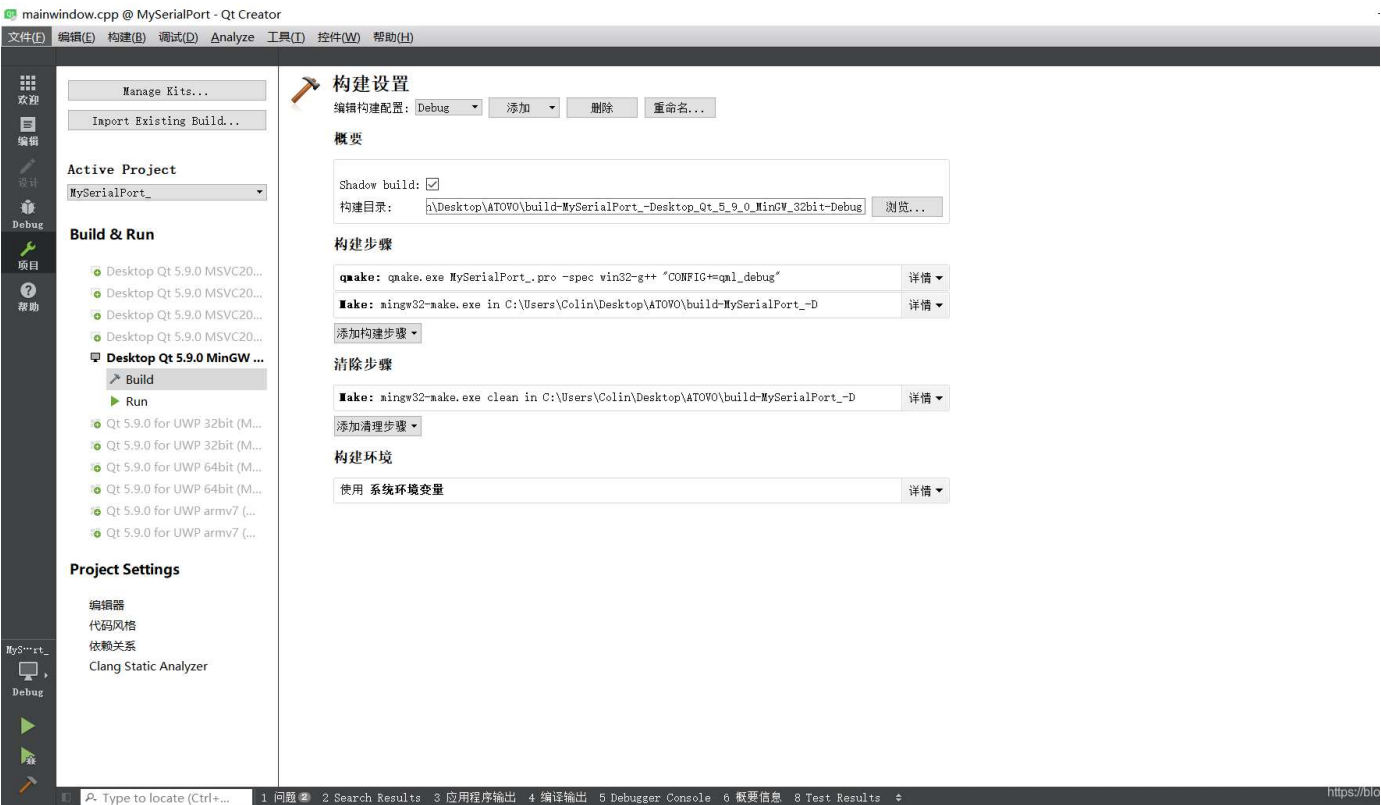 mainwindow.cpp @ MySerialPort - Qt Creator
文件(F) 编辑(E) 构建(B) 调试(D) Analyze 工具(T) 控件(W) 帮助(H)
欢迎
编辑
设计
Debug
项目
帮助
MyS…rt_
Debug
Manage Kits...
Import Existing Build...
Active Project
MySerialPort_
Build & Run
Desktop Qt 5.9.0 MSVC20...
Desktop Qt 5.9.0 MSVC20...
Desktop Qt 5.9.0 MSVC20...
Desktop Qt 5.9.0 MSVC20...
Desktop Qt 5.9.0 MinGW ...
Build
Run
Qt 5.9.0 for UWP 32bit (M...
Qt 5.9.0 for UWP 32bit (M...
Qt 5.9.0 for UWP 64bit (M...
Qt 5.9.0 for UWP 64bit (M...
Qt 5.9.0 for UWP armv7 (...
Qt 5.9.0 for UWP armv7 (...
Project Settings
编辑器
代码风格
依赖关系
Clang Static Analyzer
构建设置
编辑构建配置: Debug 添加 删除 重命名...
概要
Shadow build:
构建目录: n\Desktop\ATOVO\build-MySerialPort_-Desktop_Qt_5_9_0_MinGW_32bit-Debug 浏览...
构建步骤
qmake: qmake.exe MySerialPort_.pro -spec win32-g++ "CONFIG+=qml_debug" 详情
Make: mingw32-make.exe in C:\Users\Colin\Desktop\ATOVO\build-MySerialPort_-D 详情
添加构建步骤
清除步骤
Make: mingw32-make.exe clean in C:\Users\Colin\Desktop\ATOVO\build-MySerialPort_-D 详情
添加清理步骤
构建环境
使用 系统环境变量 详情
Type to locate (Ctrl+... 1 问题 2 2 Search Results 3 应用程序输出 4 编译输出 5 Debugger Console 6 概要信息 8 Test Results
https://blo